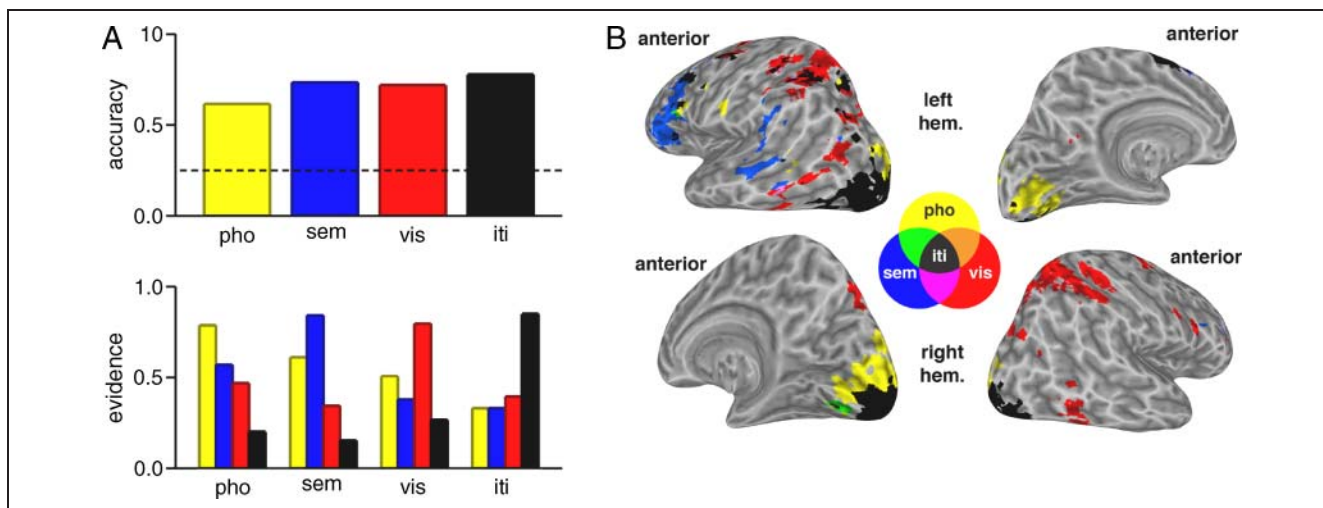 A
10
0.5
0.0
accuracy
pho sem vis iti
1.0
0.5
0.0
evidence
pho sem vis iti
B
anterior
anterior
left
hem.
pho
iti
sem vis
anterior
anterior
right
hem.